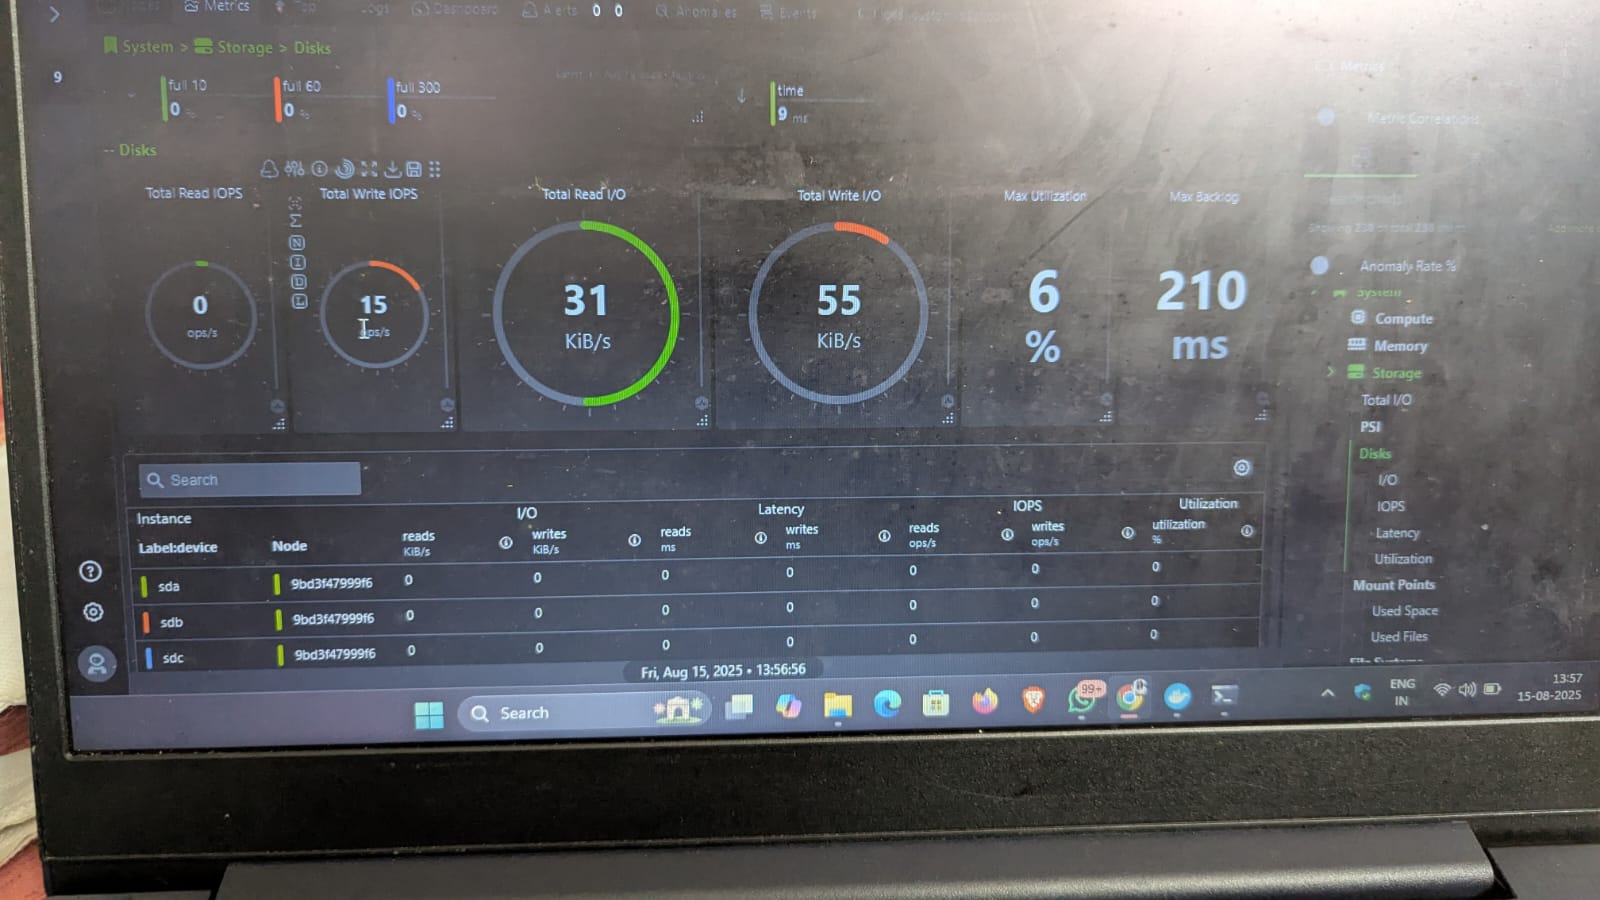 Metrics
Top
Logs
Dashboard
Alerts 0 0
Anomalies
Events
System > Storage > Disks
9
full 10
0 %
full 60
0 %
full 300
0 %
time
9 ms
Metrics
Metric Correlations
-- Disks
Total Read IOPS
0
ops/s
Total Write IOPS
15
ops/s
Total Read I/O
31
KiB/s
Total Write I/O
55
KiB/s
Max Utilization
6
%
Max Backlog
210
ms
Σ
N
I
D
L
Anomaly Rate %
System
Compute
Memory
Storage
Total I/O
PSI
Disks
I/O
IOPS
Latency
Utilization
Mount Points
Used Space
Used Files
Search
Instance I/O Latency IOPS Utilization
Label:device Node reads KiB/s writes KiB/s reads ms writes ms reads ops/s writes ops/s utilization %
sda 9bd3f47999f6 0 0 0 0 0 0 0
sdb 9bd3f47999f6 0 0 0 0 0 0 0
sdc 9bd3f47999f6 0 0 0 0 0 0 0
Fri, Aug 15, 2025 • 13:56:56
Search
99+
ENG
IN
13:57
15-08-2025